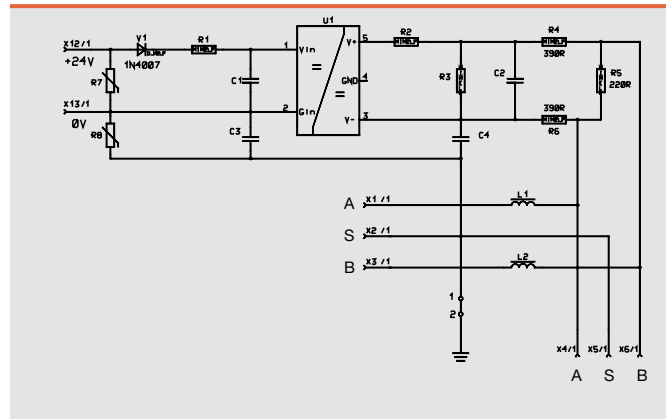 U1
X12/1
V1
R1
1
VIn
V+
5
R2
R4
+24V
1N4007
390R
R7
C1
=
=
GND
4
R3
C2
R5
220R
X13/1
2
GIn
V-
3
390R
0V
R6
R8
C3
C4
A X1/1
L1
S X2/1
B X3/1
L2
1
2
X4/1 X5/1 X6/1
A S B